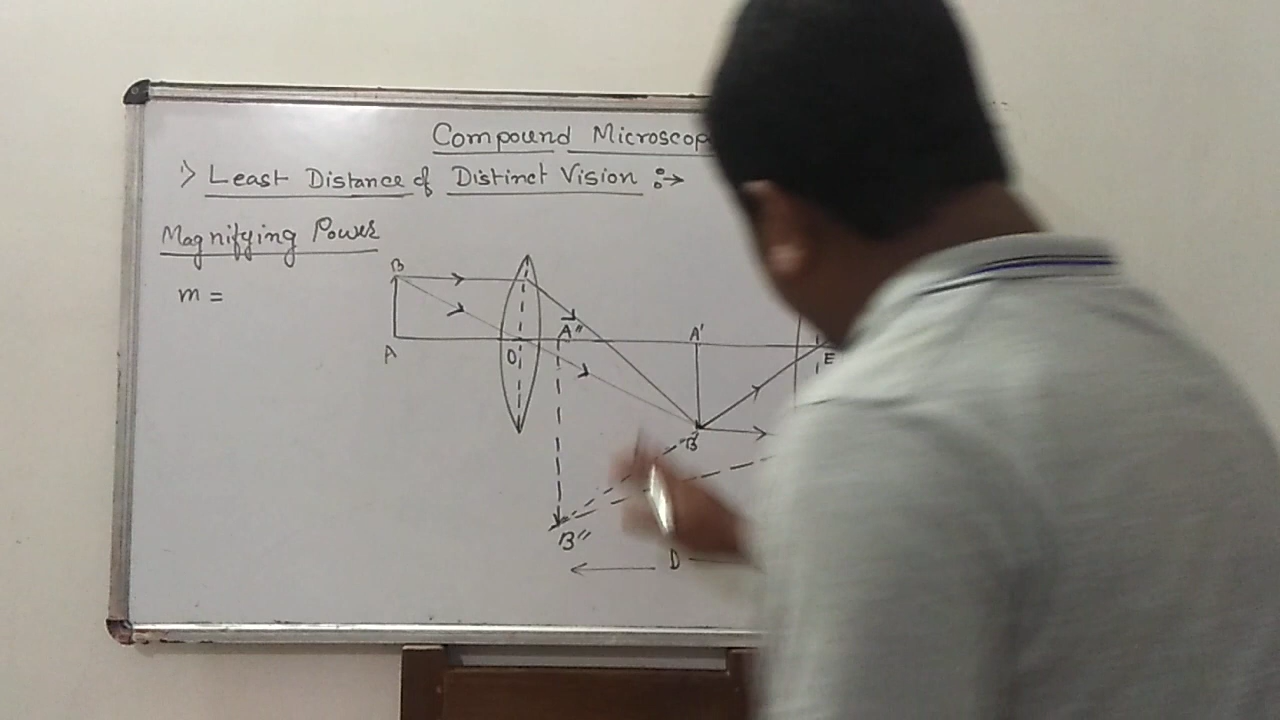 Compound Microscop
> Least Distance of Distinct Vision :→
Magnifying Power
m =
B
A" A'
A O E
B'
B"
D